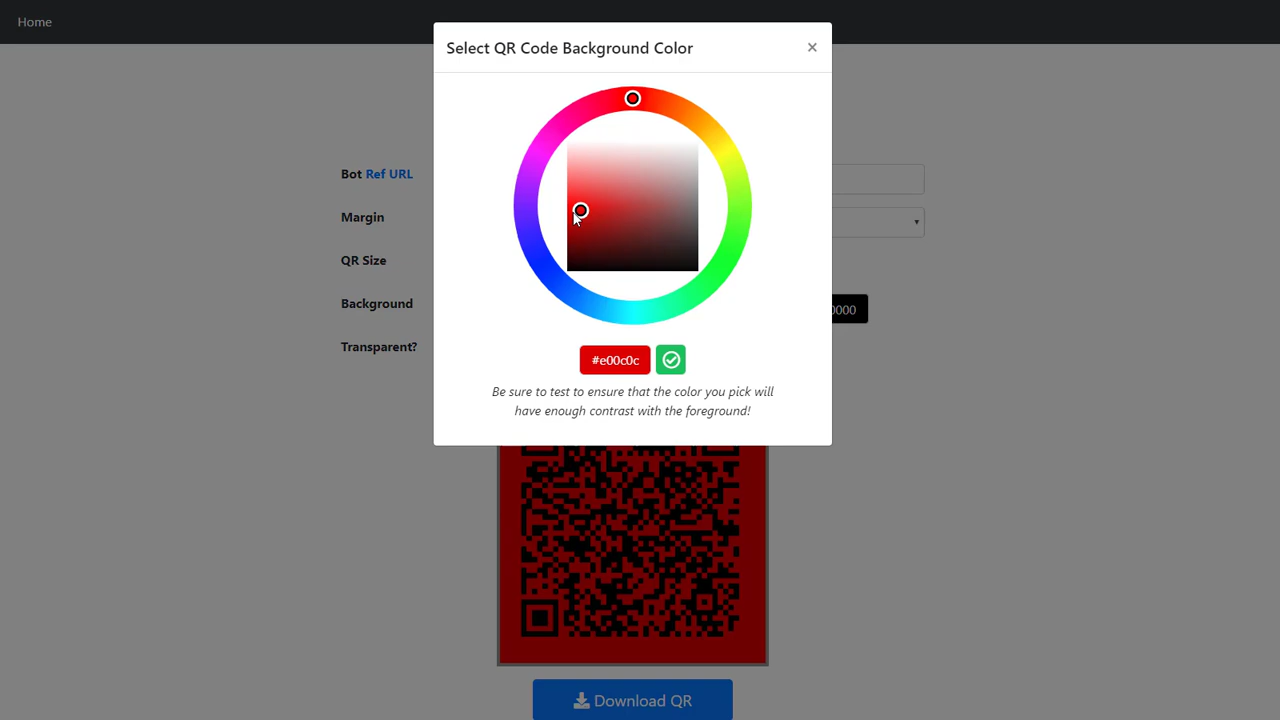 Home
Select QR Code Background Color
×
Bot Ref URL
Margin
QR Size
Background
0000
Transparent?
#e00c0c
Be sure to test to ensure that the color you pick will
have enough contrast with the foreground!
Download QR